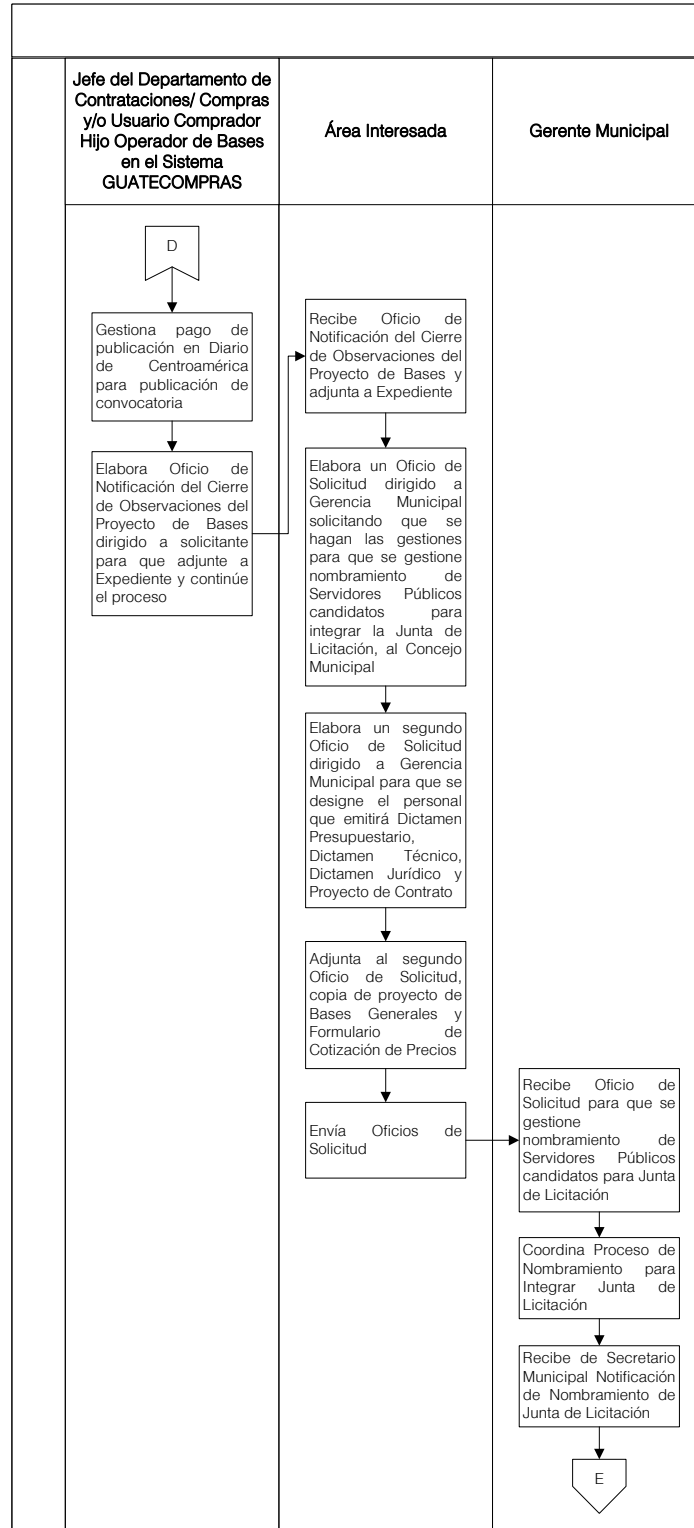 Jefe del Departamento de
Contrataciones/ Compras
y/o Usuario Comprador
Hijo Operador de Bases
en el Sistema
GUATECOMPRAS
Área Interesada
Gerente Municipal
D
Gestiona pago de
publicación en Diario
de Centroamérica
para publicación de
convocatoria
Elabora Oficio de
Notificación del Cierre
de Observaciones del
Proyecto de Bases
dirigido a solicitante
para que adjunte a
Expediente y continúe
el proceso
Recibe Oficio de
Notificación del Cierre
de Observaciones del
Proyecto de Bases y
adjunta a Expediente
Elabora un Oficio de
Solicitud dirigido a
Gerencia Municipal
solicitando que se
hagan las gestiones
para que se gestione
nombramiento de
Servidores Públicos
candidatos para
integrar la Junta de
Licitación, al Concejo
Municipal
Elabora un segundo
Oficio de Solicitud
dirigido a Gerencia
Municipal para que se
designe el personal
que emitirá Dictamen
Presupuestario,
Dictamen Técnico,
Dictamen Jurídico y
Proyecto de Contrato
Adjunta al segundo
Oficio de Solicitud,
copia de proyecto de
Bases Generales y
Formulario de
Cotización de Precios
Envía Oficios de
Solicitud
Recibe Oficio de
Solicitud para que se
gestione
nombramiento de
Servidores Públicos
candidatos para Junta
de Licitación
Coordina Proceso de
Nombramiento para
Integrar Junta de
Licitación
Recibe de Secretario
Municipal Notificación
de Nombramiento de
Junta de Licitación
E